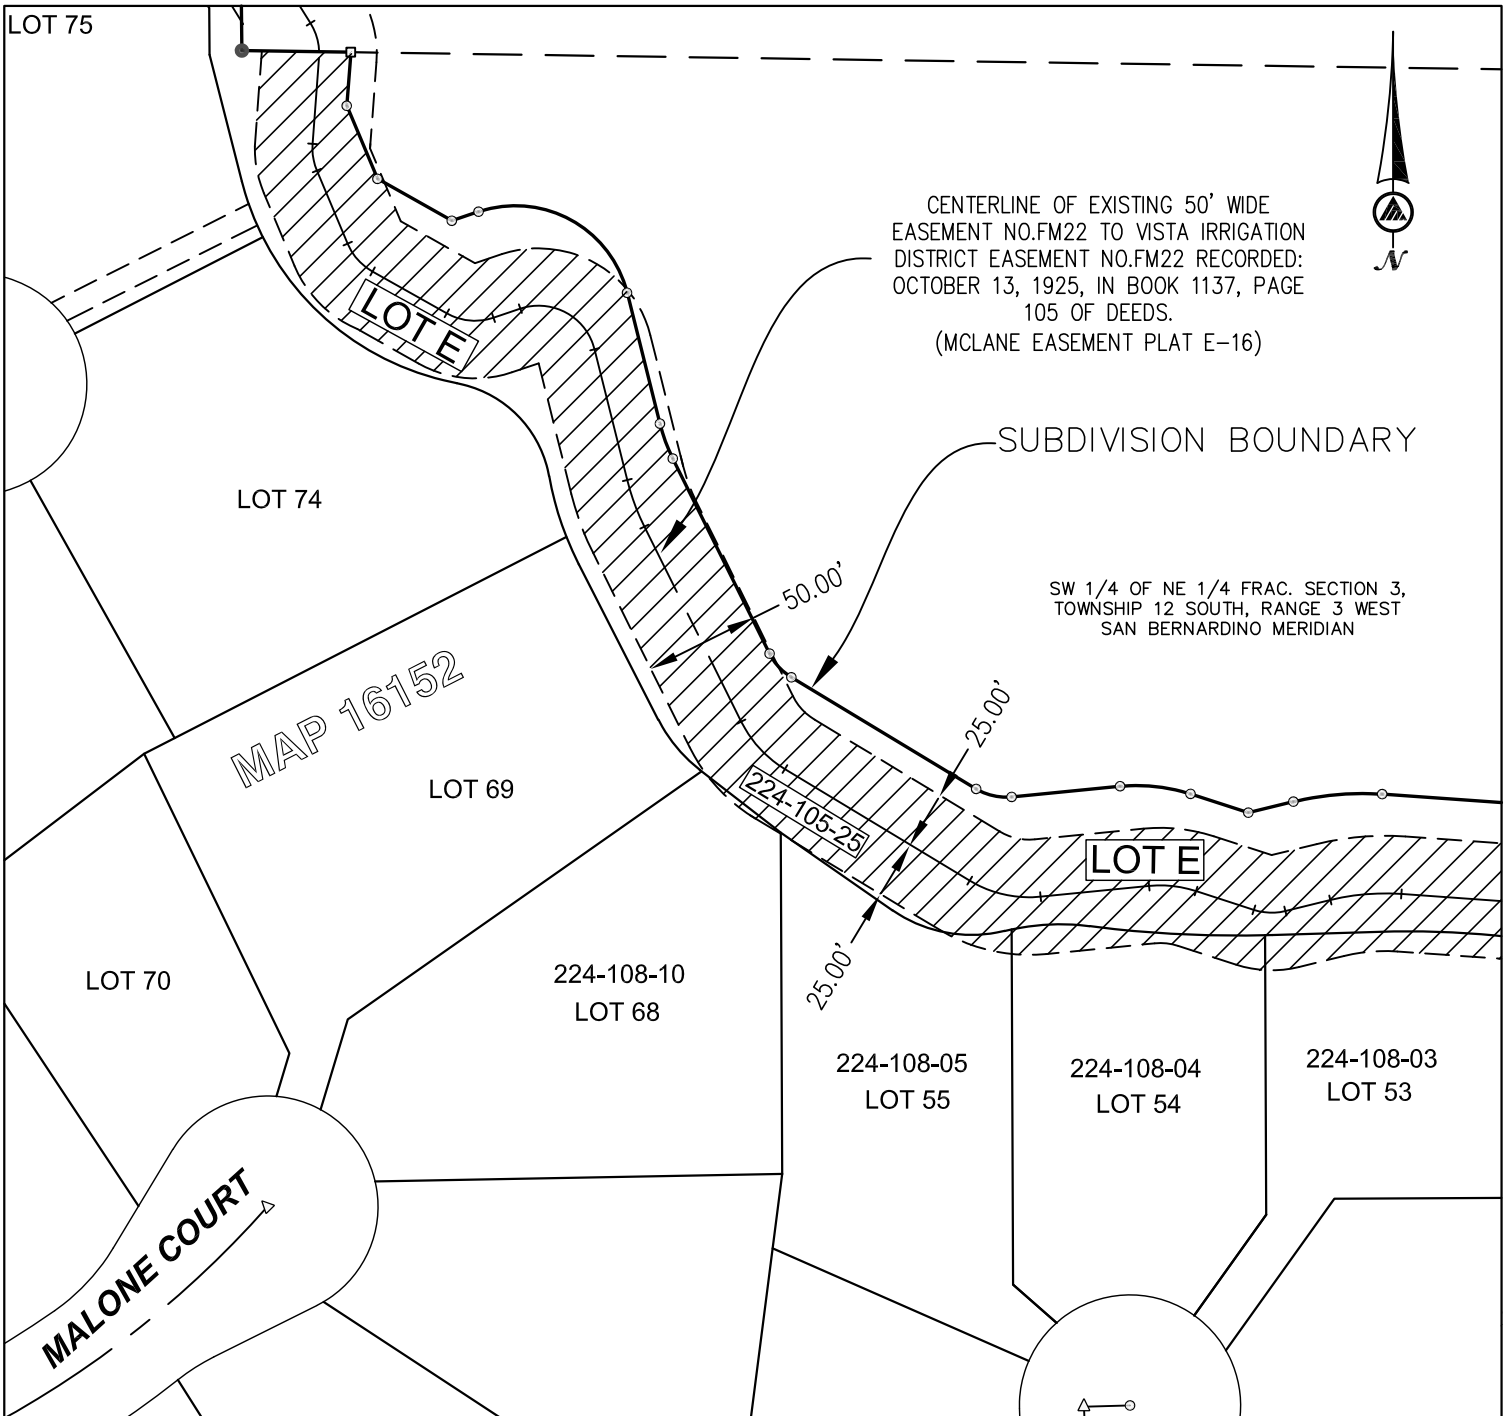 LOT 75
CENTERLINE OF EXISTING 50' WIDE
EASEMENT NO.FM22 TO VISTA IRRIGATION
DISTRICT EASEMENT NO.FM22 RECORDED:
OCTOBER 13, 1925, IN BOOK 1137, PAGE
105 OF DEEDS.
(MCLANE EASEMENT PLAT E-16)
N
LOT E
SUBDIVISION BOUNDARY
LOT 74
50.00'
SW 1/4 OF NE 1/4 FRAC. SECTION 3,
TOWNSHIP 12 SOUTH, RANGE 3 WEST
SAN BERNARDINO MERIDIAN
MAP 16152
25.00'
LOT 69
224-105-25
LOT E
25.00'
LOT 70
224-108-10
LOT 68
224-108-05
LOT 55
224-108-04
LOT 54
224-108-03
LOT 53
MALONE COURT